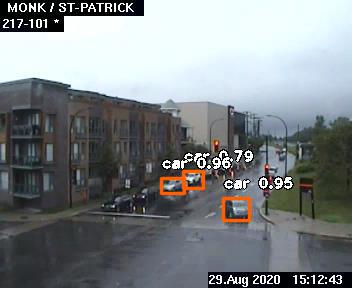 MONK / ST-PATRICK
217-101 *
car 0.79
car 0.96
car 0.95
29.Aug 2020 15:12:43